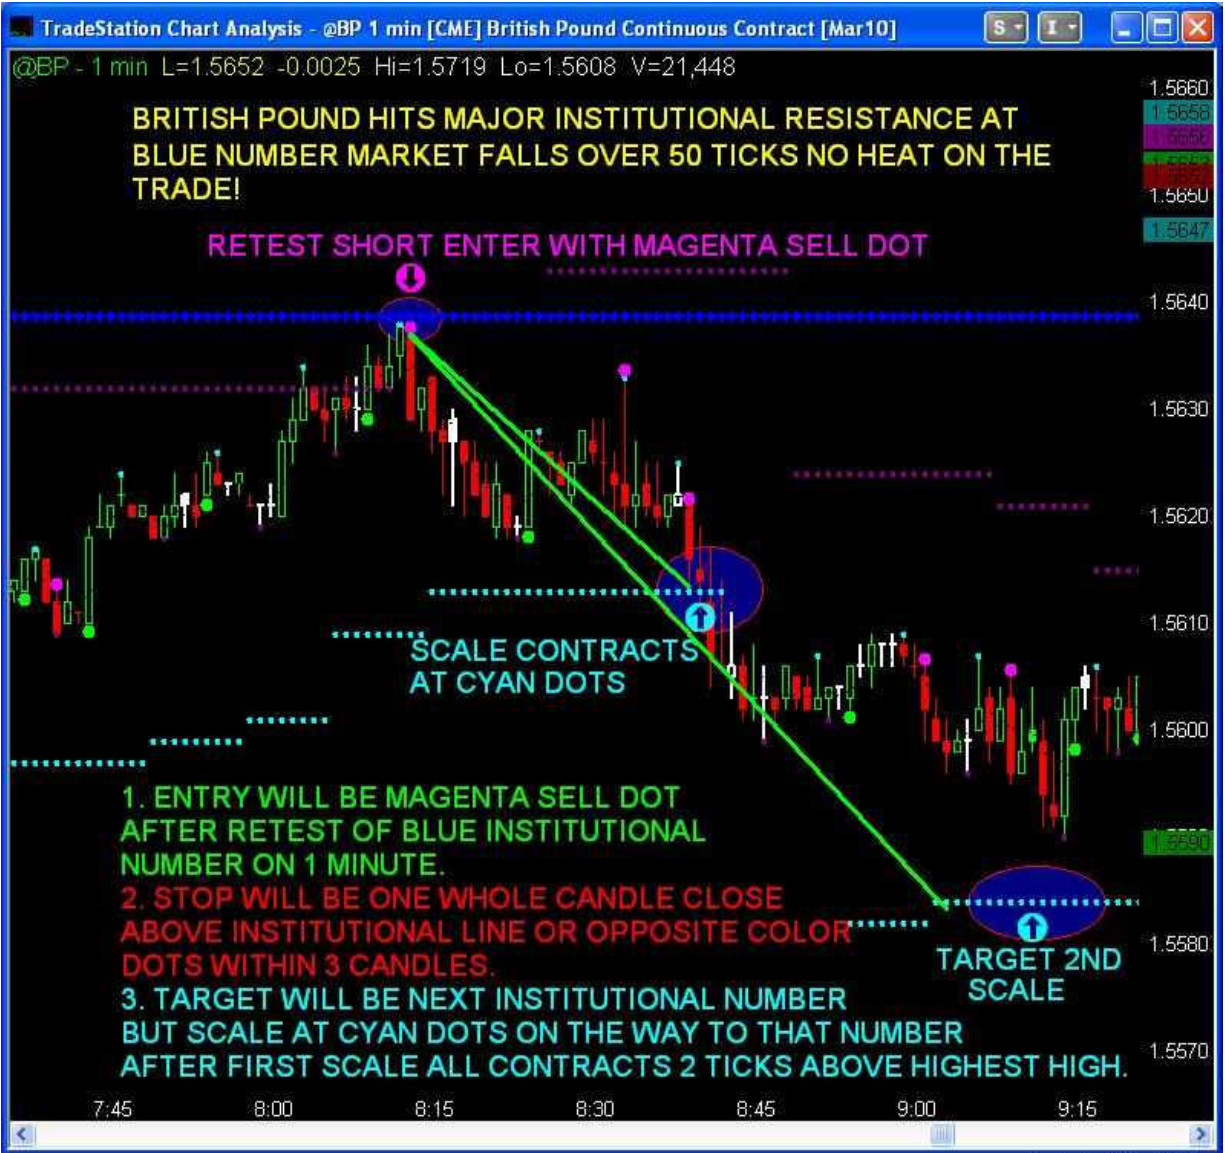 TradeStation Chart Analysis - @BP 1 min [CME] British Pound Continuous Contract [Mar10]
S
I
@BP - 1 min L=1.5652 -0.0025 Hi=1.5719 Lo=1.5608 V=21,448
BRITISH POUND HITS MAJOR INSTITUTIONAL RESISTANCE AT
BLUE NUMBER MARKET FALLS OVER 50 TICKS NO HEAT ON THE
TRADE!
RETEST SHORT ENTER WITH MAGENTA SELL DOT
SCALE CONTRACTS
AT CYAN DOTS
1. ENTRY WILL BE MAGENTA SELL DOT
AFTER RETEST OF BLUE INSTITUTIONAL
NUMBER ON 1 MINUTE.
2. STOP WILL BE ONE WHOLE CANDLE CLOSE
ABOVE INSTITUTIONAL LINE OR OPPOSITE COLOR
DOTS WITHIN 3 CANDLES.
TARGET 2ND
SCALE
3. TARGET WILL BE NEXT INSTITUTIONAL NUMBER
BUT SCALE AT CYAN DOTS ON THE WAY TO THAT NUMBER
AFTER FIRST SCALE ALL CONTRACTS 2 TICKS ABOVE HIGHEST HIGH.
1.5660
1.5658
1.5656
1.5652
1.5650
1.5647
1.5640
1.5630
1.5620
1.5610
1.5600
1.5590
1.5580
1.5570
7:45 8:00 8:15 8:30 8:45 9:00 9:15